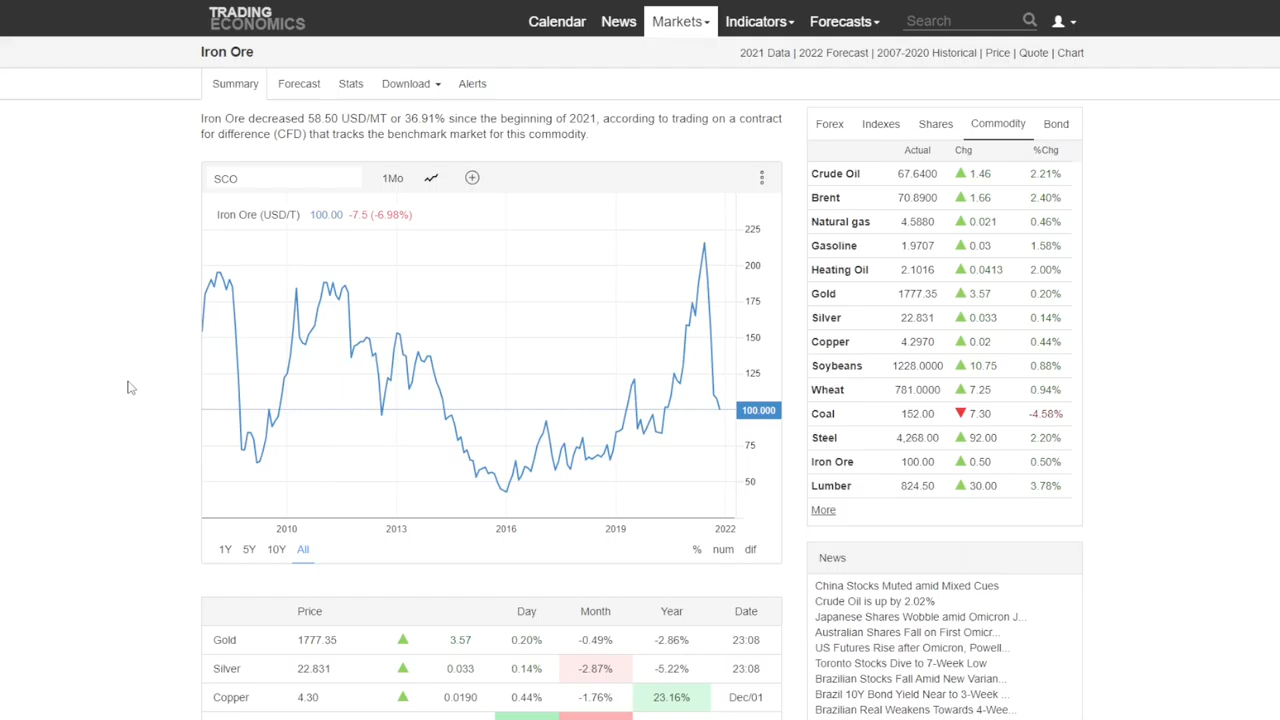 TRADING
ECONOMICS
Calendar News Markets Indicators Forecasts Search
Iron Ore
2021 Data | 2022 Forecast | 2007-2020 Historical | Price | Quote | Chart
Summary Forecast Stats Download Alerts
Iron Ore decreased 58.50 USD/MT or 36.91% since the beginning of 2021, according to trading on a contract
for difference (CFD) that tracks the benchmark market for this commodity.
SCO 1Mo
Iron Ore (USD/T) 100.00 -7.5 (-6.98%)
225
200
175
150
125
100.000
75
50
2010 2013 2016 2019 2022
1Y 5Y 10Y All % num dif
Price Day Month Year Date
Gold 1777.35 3.57 0.20% -0.49% -2.86% 23:08
Silver 22.831 0.033 0.14% -2.87% -5.22% 23:08
Copper 4.30 0.0190 0.44% -1.76% 23.16% Dec/01
Forex Indexes Shares Commodity Bond
Actual Chg %Chg
Crude Oil 67.6400 1.46 2.21%
Brent 70.8900 1.66 2.40%
Natural gas 4.5880 0.021 0.46%
Gasoline 1.9707 0.03 1.58%
Heating Oil 2.1016 0.0413 2.00%
Gold 1777.35 3.57 0.20%
Silver 22.831 0.033 0.14%
Copper 4.2970 0.02 0.44%
Soybeans 1228.0000 10.75 0.88%
Wheat 781.0000 7.25 0.94%
Coal 152.00 7.30 -4.58%
Steel 4,268.00 92.00 2.20%
Iron Ore 100.00 0.50 0.50%
Lumber 824.50 30.00 3.78%
More
News
China Stocks Muted amid Mixed Cues
Crude Oil is up by 2.02%
Japanese Shares Wobble amid Omicron J...
Australian Shares Fall on First Omicr...
US Futures Rise after Omicron, Powell...
Toronto Stocks Dive to 7-Week Low
Brazilian Stocks Fall Amid New Varian...
Brazil 10Y Bond Yield Near to 3-Week ...
Brazilian Real Weakens Towards 4-Wee...